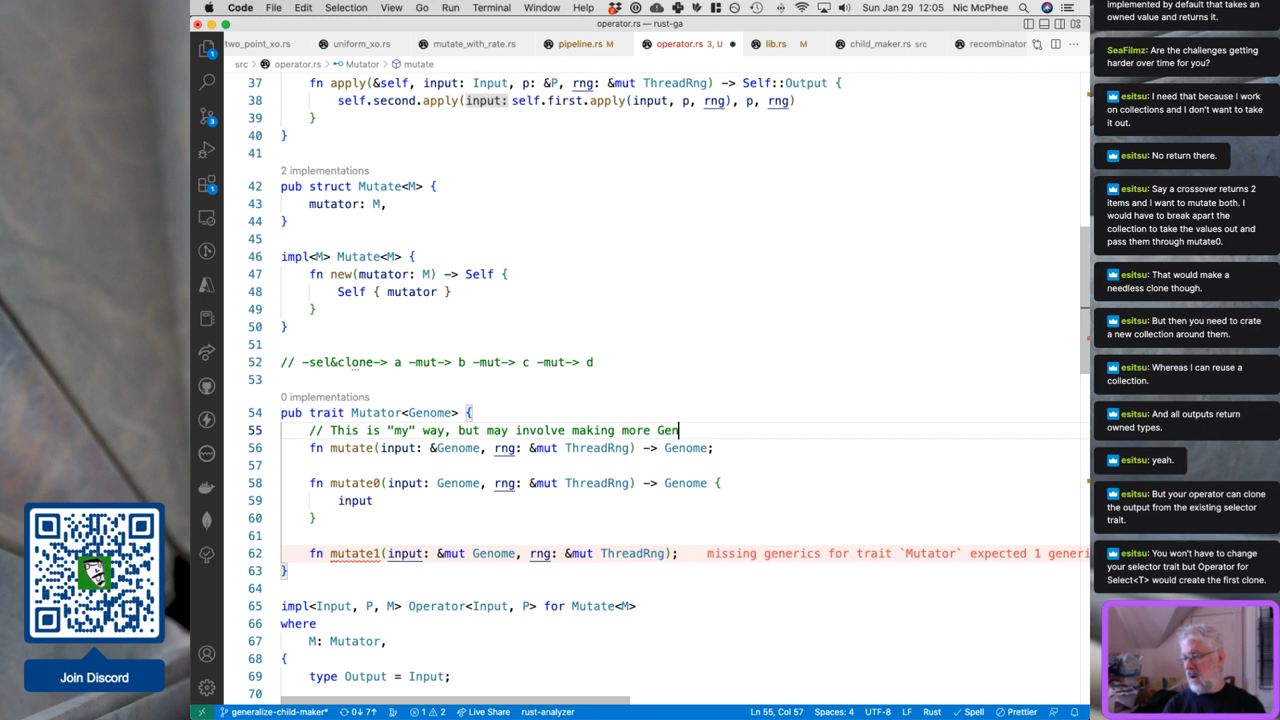 Code File Edit Selection View Go Run Terminal Window Help
Sun Jan 29 12:05 Nic McPhee
operator.rs — rust-ga
two_point_xo.rs uniform_xo.rs mutate_with_rate.rs pipeline.rs M operator.rs 3, U lib.rs M child_maker.rs src recombinator
src > operator.rs > Mutator > mutate
37 fn apply(&self, input: Input, p: &P, rng: &mut ThreadRng) -> Self::Output {
38 self.second.apply(input: self.first.apply(input, p, rng), p, rng)
39 }
40 }
41
2 implementations
42 pub struct Mutate<M> {
43 mutator: M,
44 }
45
46 impl<M> Mutate<M> {
47 fn new(mutator: M) -> Self {
48 Self { mutator }
49 }
50 }
51
52 // -sel&clone-> a -mut-> b -mut-> c -mut-> d
53
0 implementations
54 pub trait Mutator<Genome> {
55 // This is "my" way, but may involve making more Gen
56 fn mutate(input: &Genome, rng: &mut ThreadRng) -> Genome;
57
58 fn mutate0(input: Genome, rng: &mut ThreadRng) -> Genome {
59 input
60 }
61
62 fn mutate1(input: &mut Genome, rng: &mut ThreadRng); missing generics for trait `Mutator` expected 1 generi
63 }
64
65 impl<Input, P, M> Operator<Input, P> for Mutate<M>
66 where
67 M: Mutator,
68 {
69 type Output = Input;
70
generalize-child-maker* 0↓ 7↑ 1 2 Live Share rust-analyzer
Ln 55, Col 57 Spaces: 4 UTF-8 LF Rust Spell Prettier
Join Discord
implemented by default that takes an
owned value and returns it.
SeaFilmz: Are the challenges getting
harder over time for you?
esitsu: I need that because I work
on collections and I don't want to take
it out.
esitsu: No return there.
esitsu: Say a crossover returns 2
items and I want to mutate both. I
would have to break apart the
collection to take the values out and
pass them through mutate0.
esitsu: That would make a
needless clone though.
esitsu: But then you need to crate
a new collection around them.
esitsu: Whereas I can reuse a
collection.
esitsu: And all outputs return
owned types.
esitsu: yeah.
esitsu: But your operator can clone
the output from the existing selector
trait.
esitsu: You won't have to change
your selector trait but Operator for
Select<T> would create the first clone.